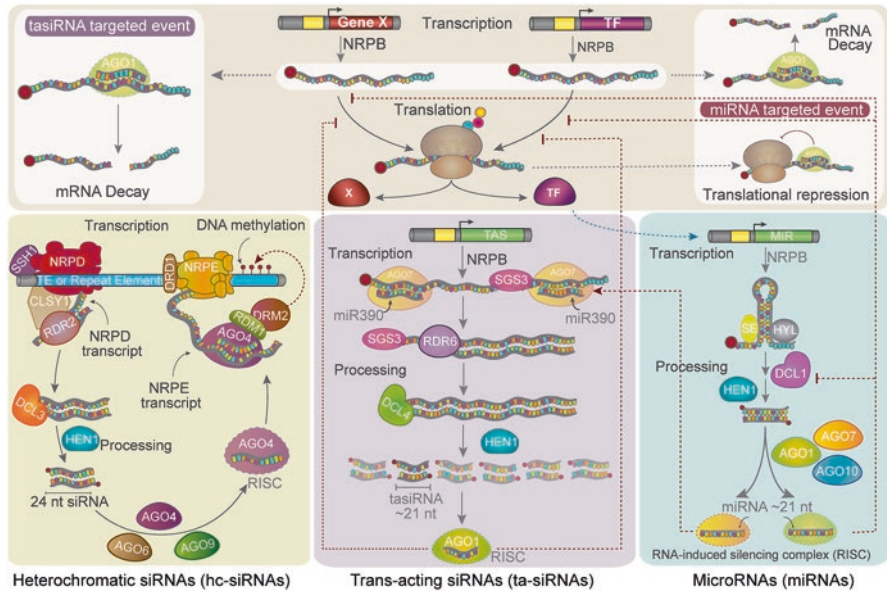 tasiRNA targeted event
AGO1
mRNA Decay
Gene X
Transcription
TF
NRPB
NRPB
Translation
X
TF
mRNA
Decay
AGO1
miRNA targeted event
Translational repression
Transcription
DNA methylation
SSH1
NRPD
TE or Repeat Element
DRD1
NRPE
CLSY1
RDR2
NRPD
transcript
RDM1
DRM2
AGO4
NRPE
transcript
DCL3
HEN1
Processing
24 nt siRNA
AGO4
RISC
AGO4
AGO6
AGO9
Heterochromatic siRNAs (hc-siRNAs)
TAS
Transcription
NRPB
AGO7
SGS3
AGO7
miR390
miR390
SGS3
RDR6
Processing
DCL4
HEN1
tasiRNA
~21 nt
AGO1
RISC
Trans-acting siRNAs (ta-siRNAs)
MIR
Transcription
NRPB
SE
HYL
Processing
DCL1
HEN1
AGO7
AGO1
AGO10
miRNA ~21 nt
RNA-induced silencing complex (RISC)
MicroRNAs (miRNAs)